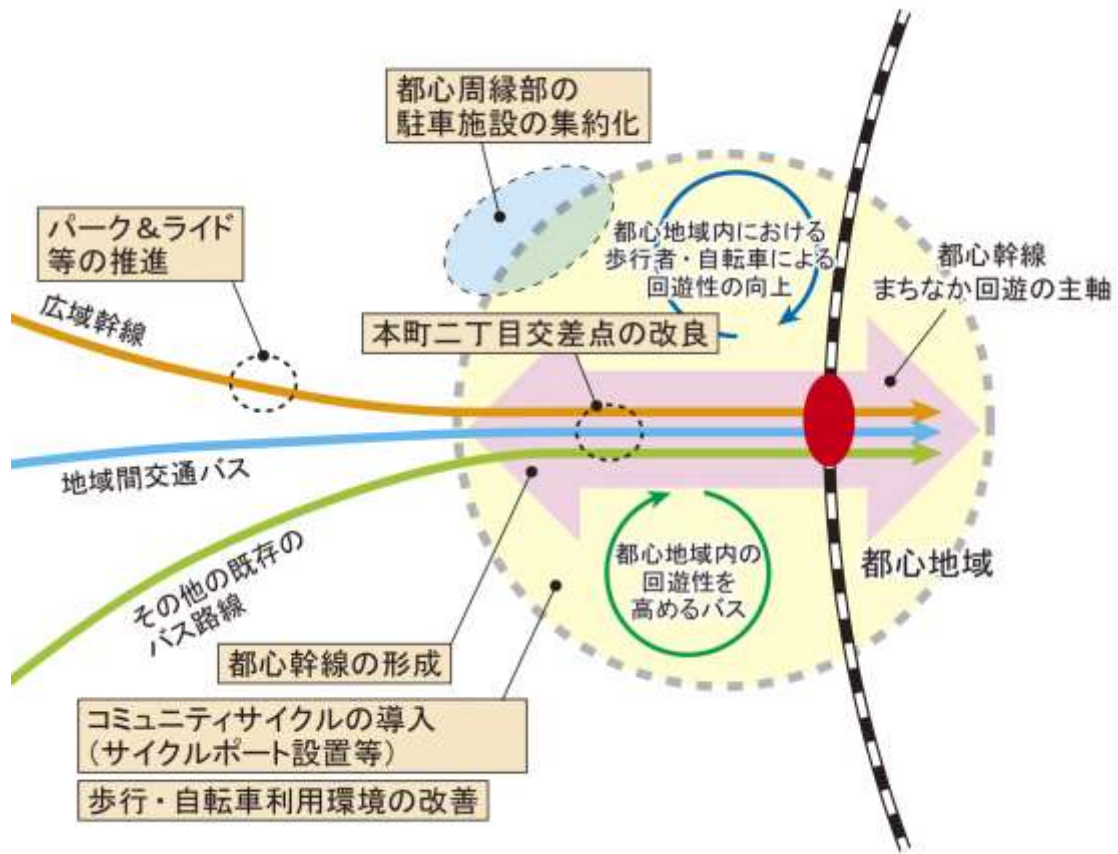 都心周縁部の
駐車施設の集約化
パーク&ライド
等の推進
都心地域内における
歩行者・自転車による
回遊性の向上
都心幹線
まちなか回遊の主軸
広域幹線
本町二丁目交差点の改良
地域間交通バス
その他の既存の
バス路線
都心地域内の
回遊性を
高めるバス
都心地域
都心幹線の形成
コミュニティサイクルの導入
(サイクルポート設置等)
歩行・自転車利用環境の改善